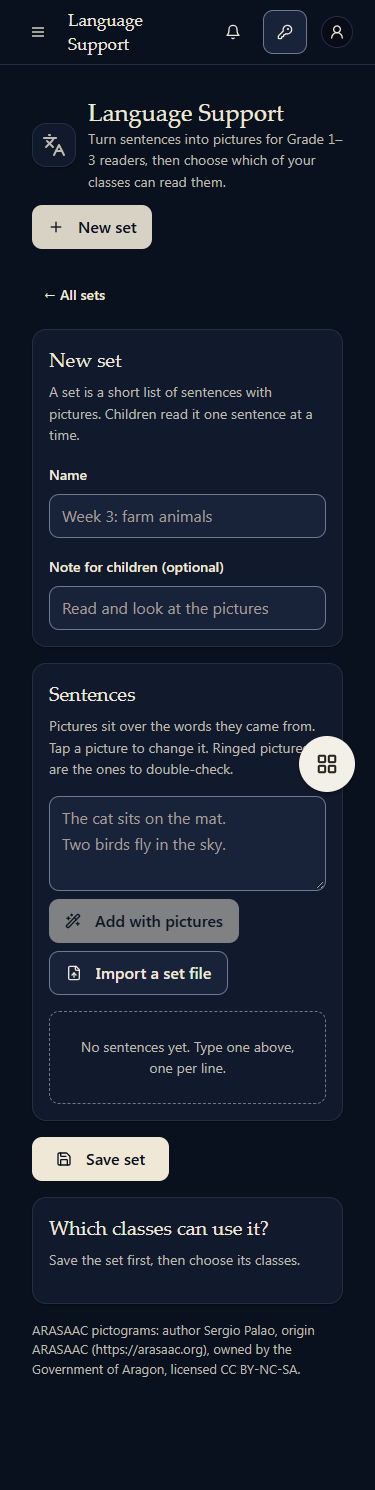 Language
Support
Language Support
Turn sentences into pictures for Grade 1–
3 readers, then choose which of your
classes can read them.
New set
← All sets
New set
A set is a short list of sentences with
pictures. Children read it one sentence at a
time.
Name
Week 3: farm animals
Note for children (optional)
Read and look at the pictures
Sentences
Pictures sit over the words they came from.
Tap a picture to change it. Ringed
are the ones to double-check.
The cat sits on the mat.
Two birds fly in the sky.
Add with pictures
Import a set file
No sentences yet. Type one above,
one per line.
Save set
Which classes can use it?
Save the set first, then choose its classes.
ARASAAC pictograms: author Sergio Palao, origin
ARASAAC (https://arasaac.org), owned by the
Government of Aragon, licensed CC BY-NC-SA.